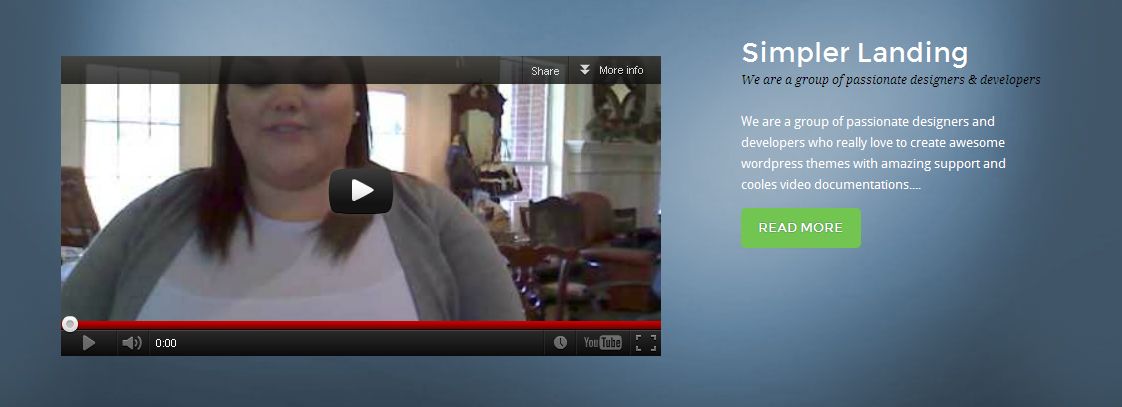 Share
More info
0:00
YouTube
Simpler Landing
We are a group of passionate designers & developers
We are a group of passionate designers and
developers who really love to create awesome
wordpress themes with amazing support and
cooles video documentations....
READ MORE